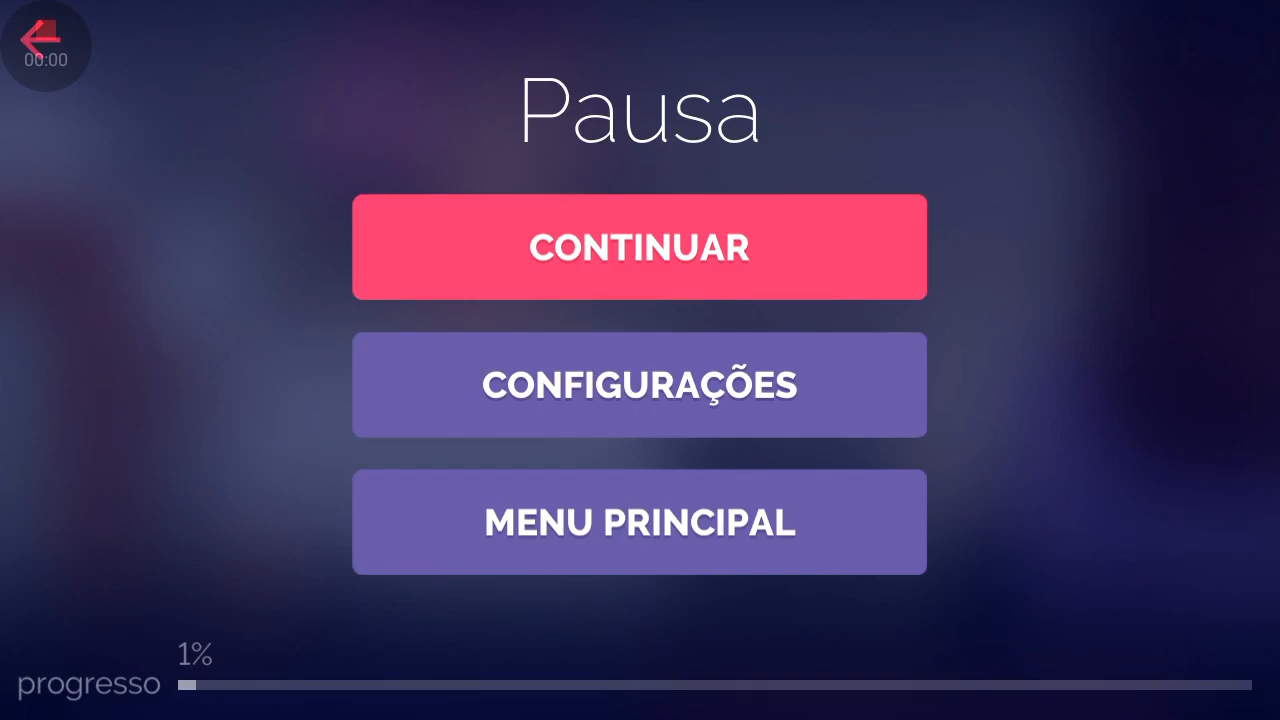 00:00
Pausa
CONTINUAR
CONFIGURAÇÕES
MENU PRINCIPAL
1%
progresso